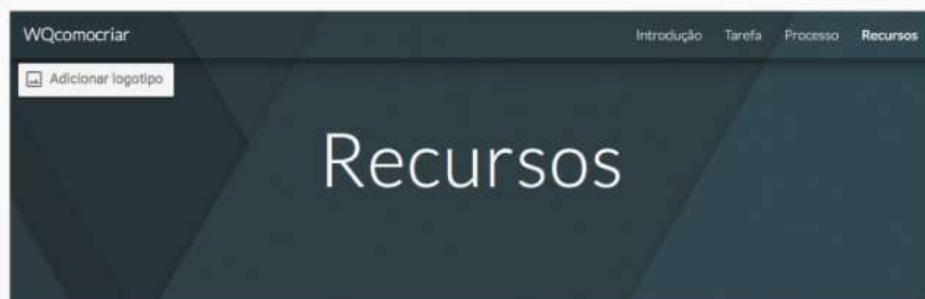 WQcomocriar
Introdução Tarefa Processo Recursos
Adicionar logotipo
Recursos